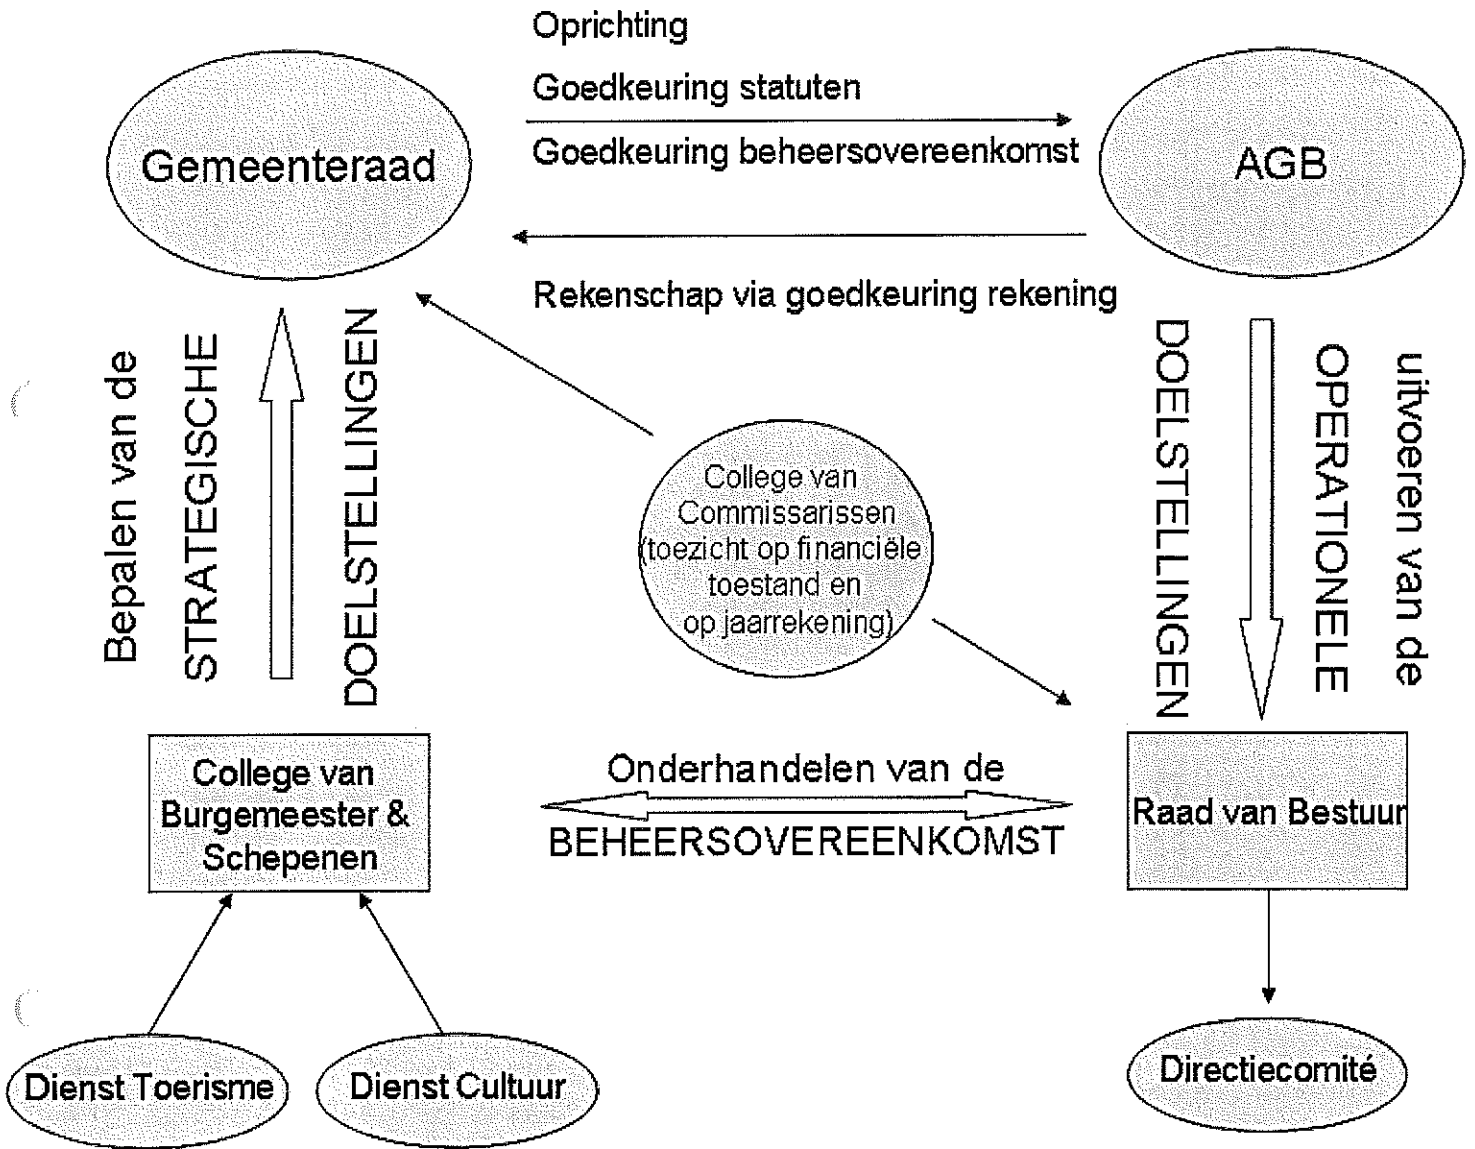 Oprichting
Goedkeuring statuten
Goedkeuring beheersovereenkomst
Gemeenteraad
AGB
Rekenschap via goedkeuring rekening
Bepalen van de
STRATEGISCHE
DOELSTELLINGEN
College van
Commissarissen
(toezicht op financiële
toestand en
op jaarrekening)
DOELSTELLINGEN
OPERATIONELE
uitvoeren van de
College van
Burgemeester &
Schepenen
Onderhandelen van de
BEHEERSOVEREENKOMST
Raad van Bestuur
Dienst Toerisme
Dienst Cultuur
Directiecomité